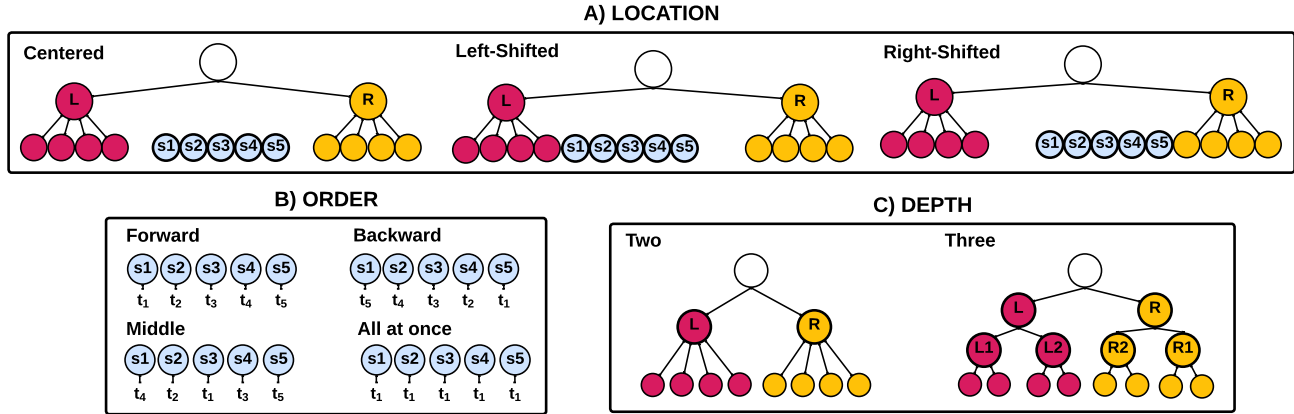 A) LOCATION
Centered
L
R
s1 s2 s3 s4 s5
Left-Shifted
L
R
s1 s2 s3 s4 s5
Right-Shifted
L
R
s1 s2 s3 s4 s5
B) ORDER
Forward
s1 s2 s3 s4 s5
t1 t2 t3 t4 t5
Backward
s1 s2 s3 s4 s5
t5 t4 t3 t2 t1
Middle
s1 s2 s3 s4 s5
t4 t2 t1 t3 t5
All at once
s1 s2 s3 s4 s5
t1 t1 t1 t1 t1
C) DEPTH
Two
L
R
Three
L
R
L1 L2 R2 R1